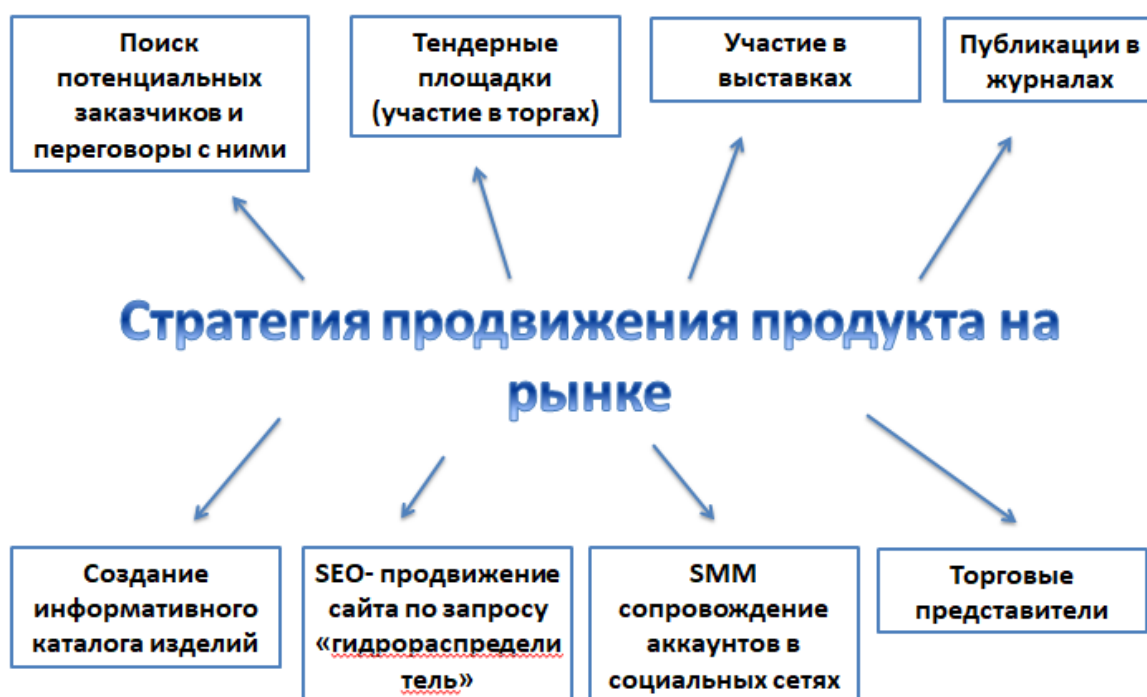 Поиск
потенциальных
заказчиков и
переговоры с ними
Тендерные
площадки
(участие в торгах)
Участие в
выставках
Публикации в
журналах
Стратегия продвижения продукта на
рынке
Создание
информативного
каталога изделий
SEO- продвижение
сайта по запросу
«гидрораспредели
тель»
SMM
сопровождение
аккаунтов в
социальных сетях
Торговые
представители